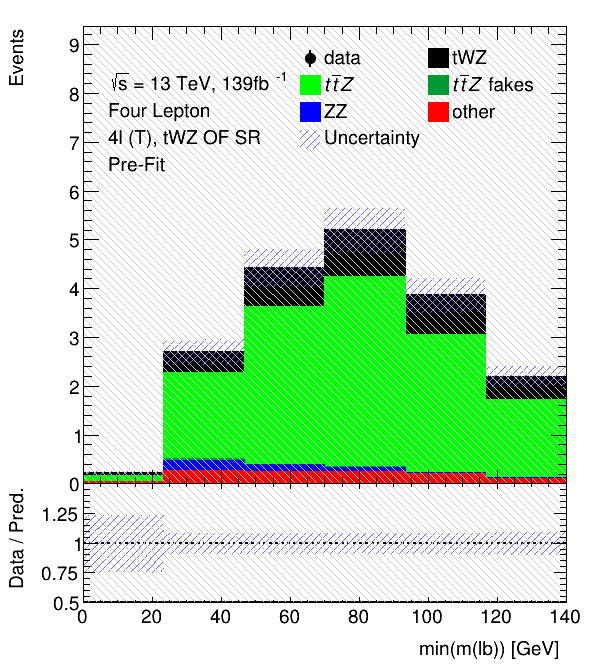 Events
9
8
7
6
5
4
3
2
1
0
√s = 13 TeV, 139fb⁻¹
Four Lepton
4l (T), tWZ OF SR
Pre-Fit
data
tWZ
tt̄Z
tt̄Z fakes
ZZ
other
Uncertainty
Data / Pred.
1.25
1
0.75
0.5
0 20 40 60 80 100 120 140
min(m(lb)) [GeV]